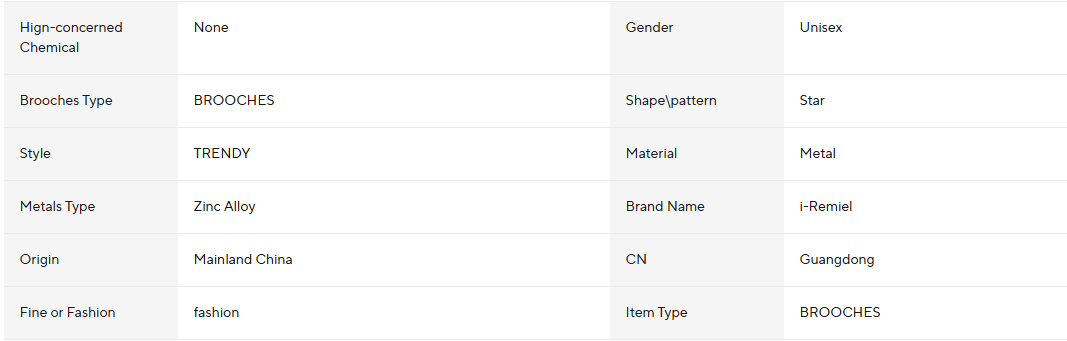 Hign-concerned
Chemical
None
Gender
Unisex
Brooches Type
BROOCHES
Shape\pattern
Star
Style
TRENDY
Material
Metal
Metals Type
Zinc Alloy
Brand Name
i-Remiel
Origin
Mainland China
CN
Guangdong
Fine or Fashion
fashion
Item Type
BROOCHES